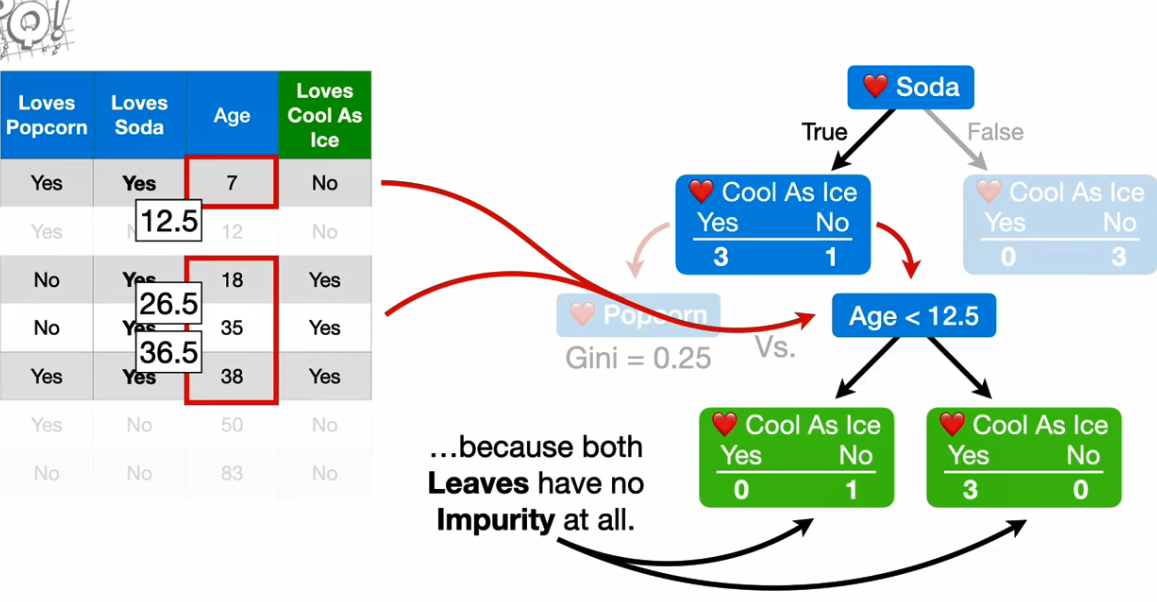 Q!
Loves Popcorn Loves Soda Age Loves Cool As Ice
Yes Yes 7 No
12.5
Yes N 12 No
No Yes 18 Yes
26.5
No Yes 35 Yes
36.5
Yes Yes 38 Yes
Yes No 50 No
No No 83 No
❤️ Soda
True
False
❤️ Cool As Ice
Yes No
3 1
❤️ Cool As Ice
Yes No
0 3
❤️ Popcorn
Gini = 0.25
Vs.
Age < 12.5
❤️ Cool As Ice
Yes No
0 1
❤️ Cool As Ice
Yes No
3 0
…because both
Leaves have no
Impurity at all.